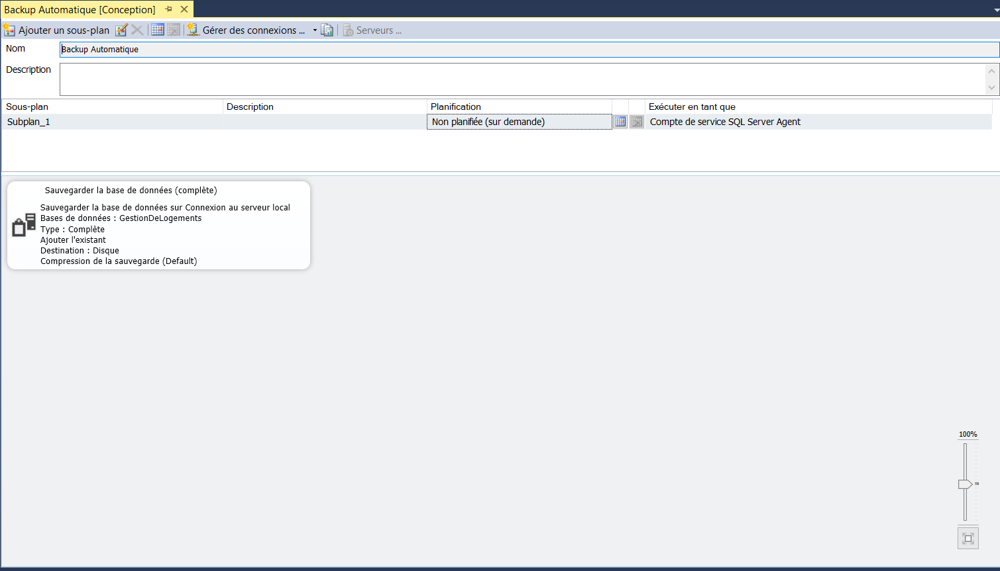 Backup Automatique [Conception]
Ajouter un sous-plan Gérer des connexions ... Serveurs ...
Nom Backup Automatique
Description
Sous-plan Description Planification Exécuter en tant que
Subplan_1 Non planifiée (sur demande) Compte de service SQL Server Agent
Sauvegarder la base de données (complète)
Sauvegarder la base de données sur Connexion au serveur local
Bases de données : GestionDeLogements
Type : Complète
Ajouter l'existant
Destination : Disque
Compression de la sauvegarde (Default)
100%